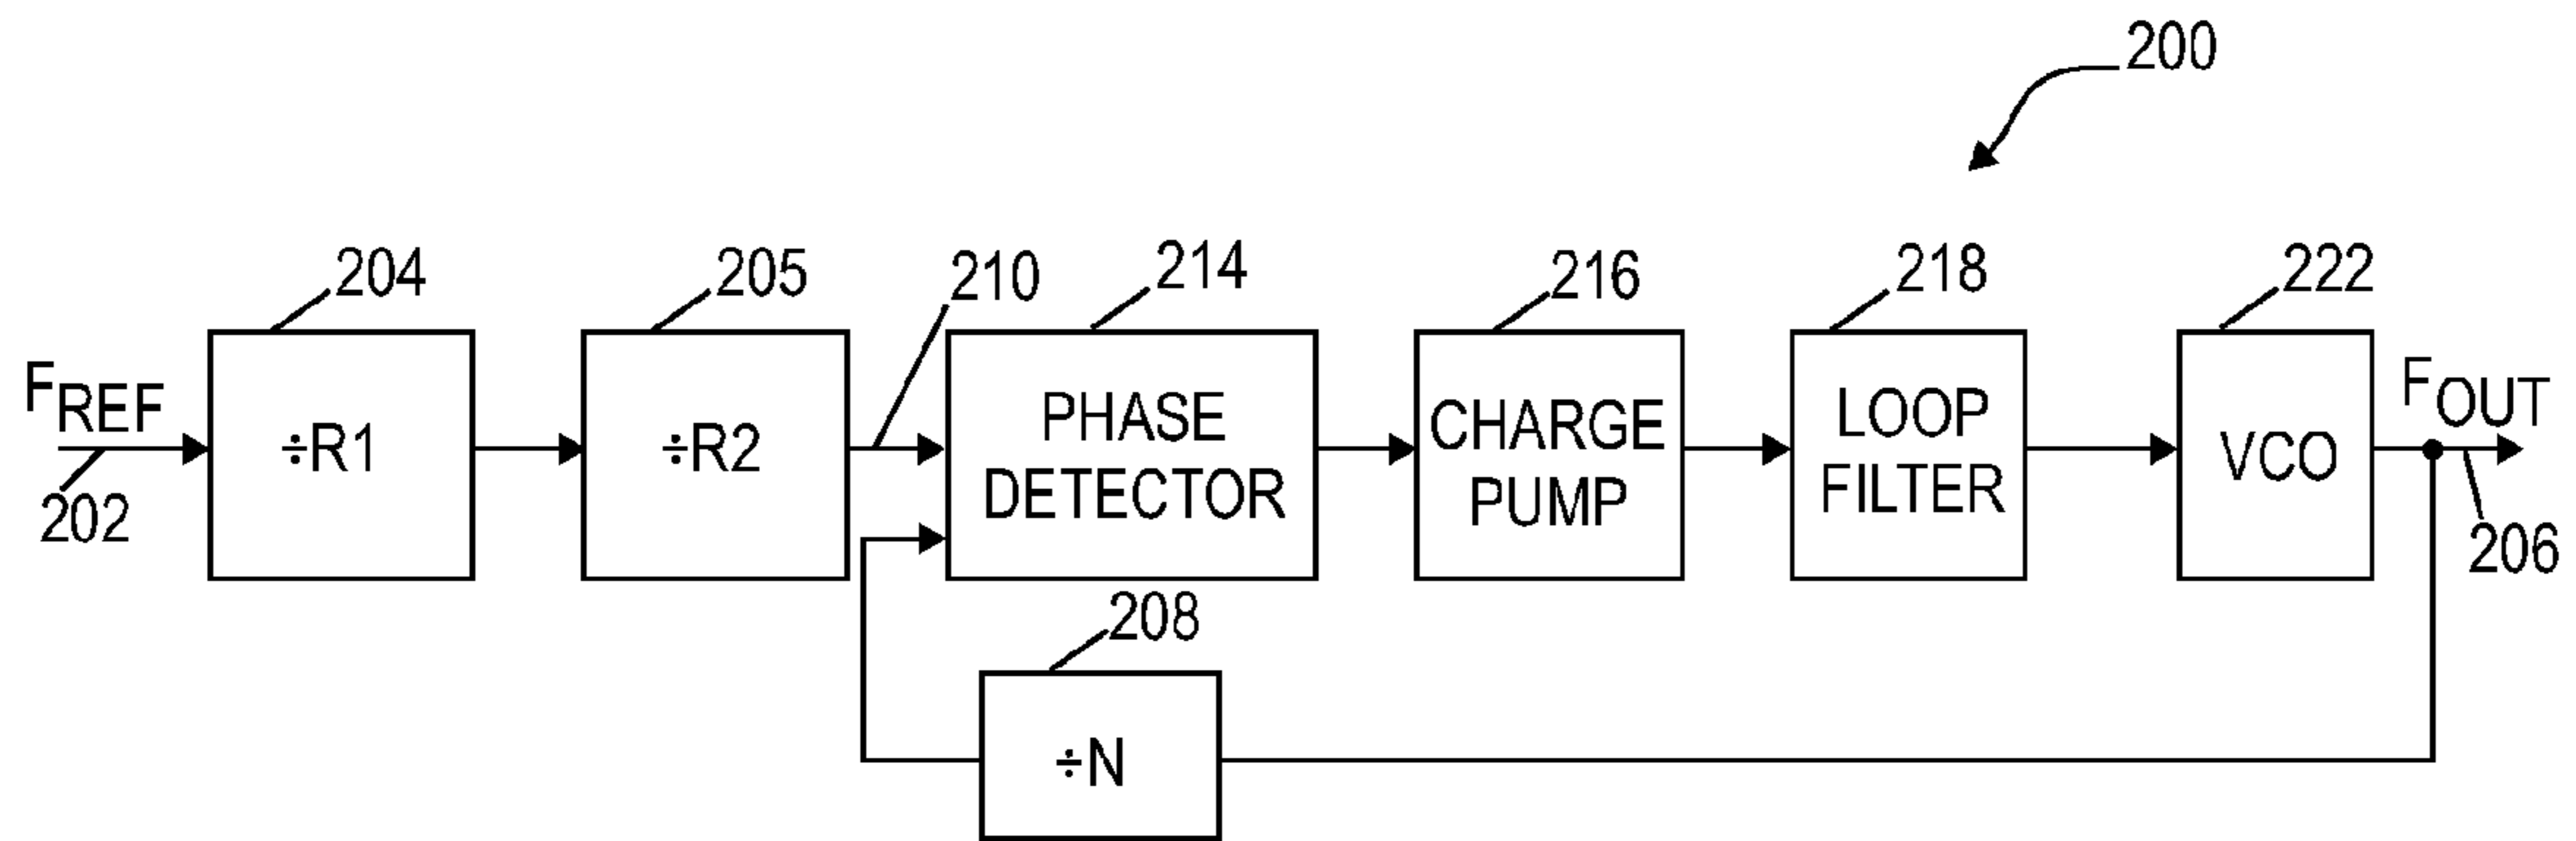 200
204
205
210
214
216
218
222
FREF
202
÷R1
÷R2
PHASE
DETECTOR
CHARGE
PUMP
LOOP
FILTER
VCO
FOUT
206
208
÷N